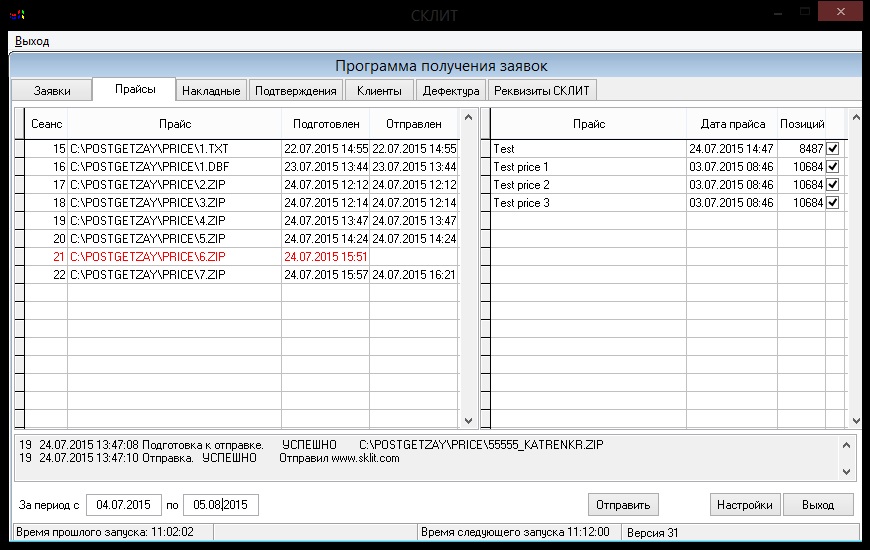 СКЛИТ
Выход
Программа получения заявок
Заявки Прайсы Накладные Подтверждения Клиенты Дефектура Реквизиты СКЛИТ
Сеанс Прайс Подготовлен Отправлен Прайс Дата прайса Позиций
15 C:\POSTGETZAY\PRICE\1.TXT 22.07.2015 14:55 22.07.2015 14:55 Test 24.07.2015 14:47 8487
16 C:\POSTGETZAY\PRICE\1.DBF 23.07.2015 13:44 23.07.2015 13:44 Test price 1 03.07.2015 08:46 10684
17 C:\POSTGETZAY\PRICE\2.ZIP 24.07.2015 12:12 24.07.2015 12:12 Test price 2 03.07.2015 08:46 10684
18 C:\POSTGETZAY\PRICE\3.ZIP 24.07.2015 12:14 24.07.2015 12:14 Test price 3 03.07.2015 08:46 10684
19 C:\POSTGETZAY\PRICE\4.ZIP 24.07.2015 13:47 24.07.2015 13:47
20 C:\POSTGETZAY\PRICE\5.ZIP 24.07.2015 14:24 24.07.2015 14:24
21 C:\POSTGETZAY\PRICE\6.ZIP 24.07.2015 15:51
22 C:\POSTGETZAY\PRICE\7.ZIP 24.07.2015 15:57 24.07.2015 16:21
19 24.07.2015 13:47:08 Подготовка к отправке. УСПЕШНО C:\POSTGETZAY\PRICE\55555_KATRENKR.ZIP
19 24.07.2015 13:47:10 Отправка. УСПЕШНО Отправил www.sklit.com
За период с 04.07.2015 по 05.08.2015 Отправить Настройки Выход
Время прошлого запуска: 11:02:02 Время следующего запуска 11:12:00 Версия 31